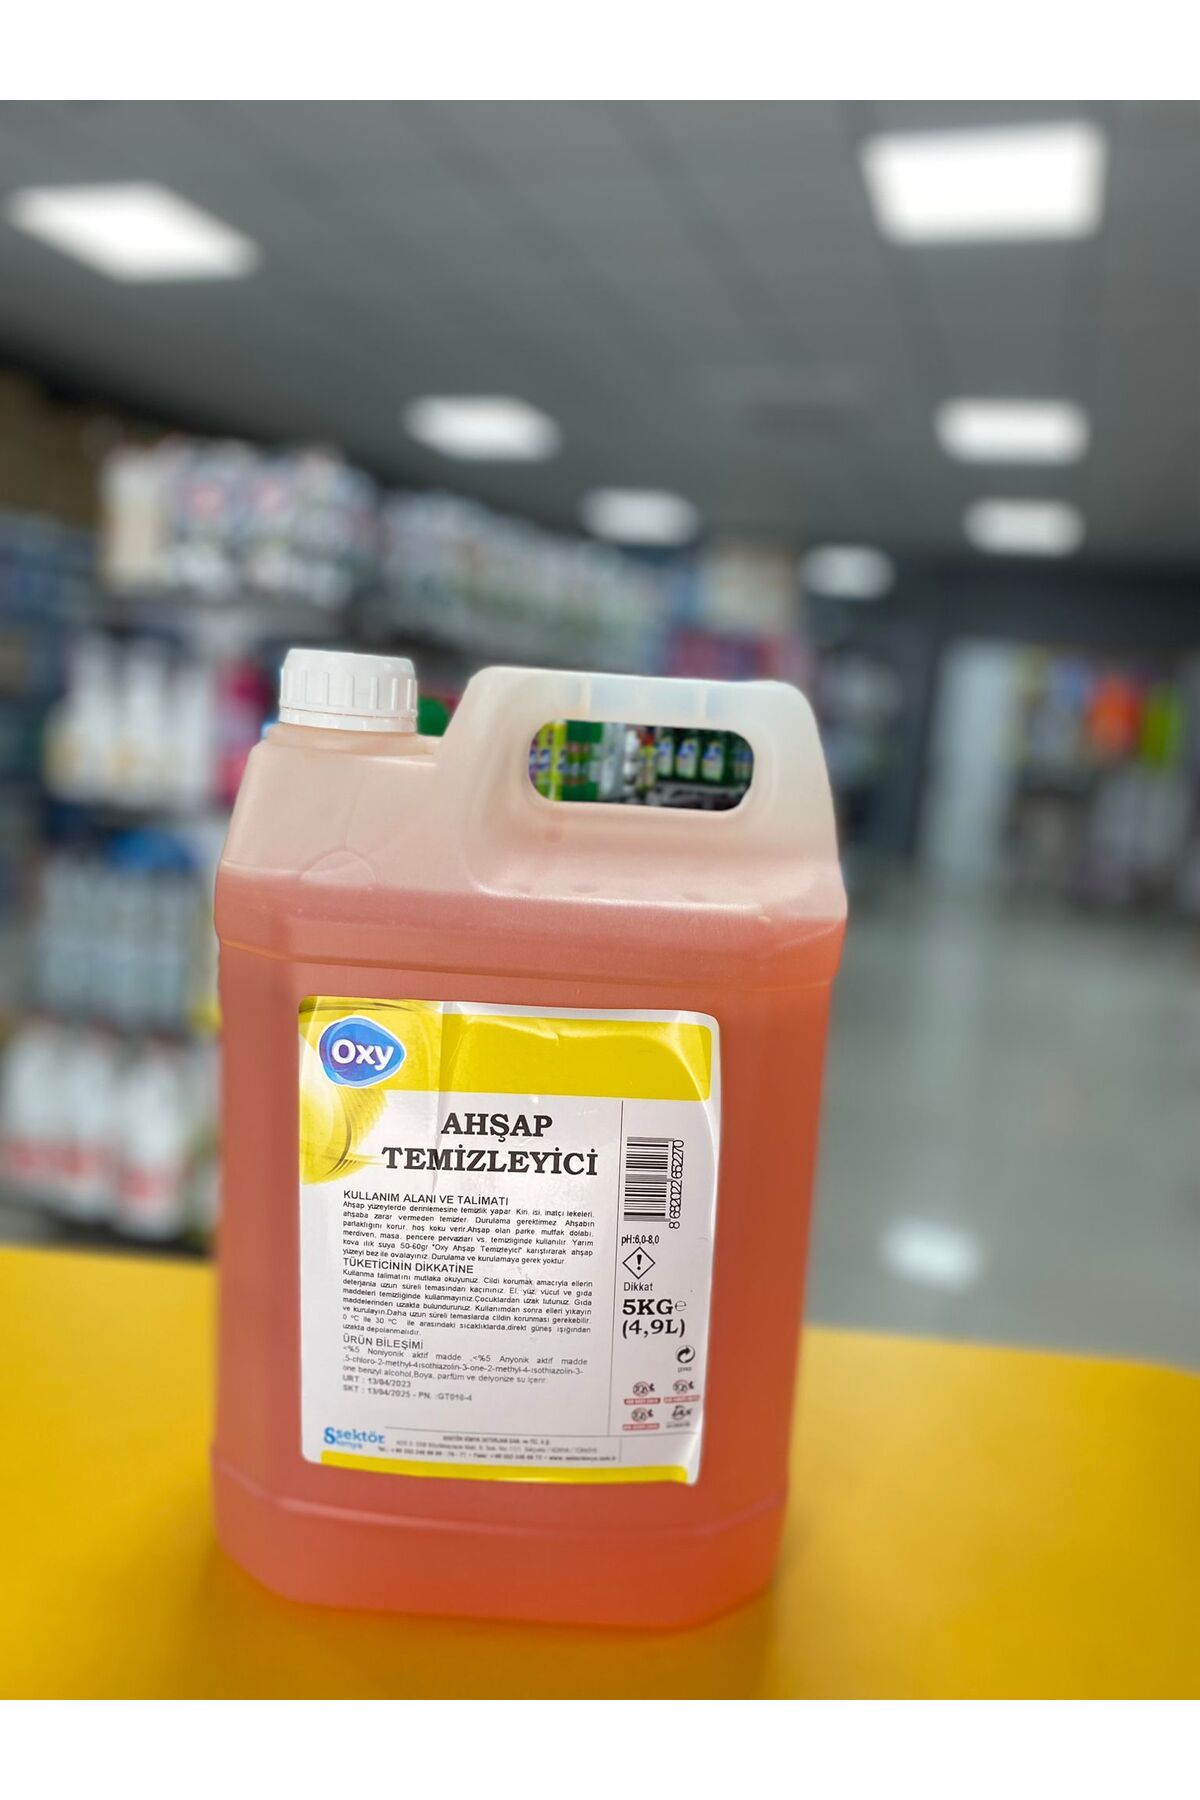 Oxy
AHŞAP
TEMİZLEYİCİ
KULLANIM ALANI VE TALİMATI
Ahşap yüzeylerde derinlemesine temizlik yapar. Kiri, isi, inatçı lekeleri,
ahşaba zarar vermeden temizler. Durulama gerektirmez Ahşabın
parlaklığını korur, hoş koku verir.Ahşap olan parke, mutfak dolabı,
merdiven, masa, pencere pervazları vs. temizliğinde kullanılır. Yarım
kova ılık suya 50-60gr "Oxy Ahşap Temizleyici" karıştırarak ahşap
yüzeyi bez ile ovalayınız. Durulama ve kurulamaya gerek yoktur.
TÜKETİCİNİN DİKKATİNE
Kullanma talimatını mutlaka okuyunuz. Cildi korumak amacıyla ellerin
deterjanla uzun süreli temasından kaçınınız. El, yüz, vücut ve gıda
maddeleri temizliğinde kullanmayınız.Çocuklardan uzak tutunuz. Gıda
maddelerinden uzakta bulundurunuz. Kullanımdan sonra elleri yıkayın
ve kurulayın.Daha uzun süreli temaslarda cildin korunması gerekebilir.
0 °C ile 30 °C ile arasındaki sıcaklıklarda,direkt güneş ışığından
uzakta depolanmalıdır.
ÜRÜN BİLEŞİMİ
<%5 Noniyonik aktif madde ,<%5 Anyonik aktif madde
,5-chloro-2-methyl-4ısothiazolin-3-one-2-methyl-4-ısothiazolin-3-
one benzyl alcohol,Boya, parfüm ve deiyonize su içerir.
ÜRT : 13/04/2023
SKT : 13/04/2025 - PN. :GT010-4
8 682022 652270
pH:6,0-8,0
Dikkat
5KG℮
(4,9L)
Ssektör
kimya